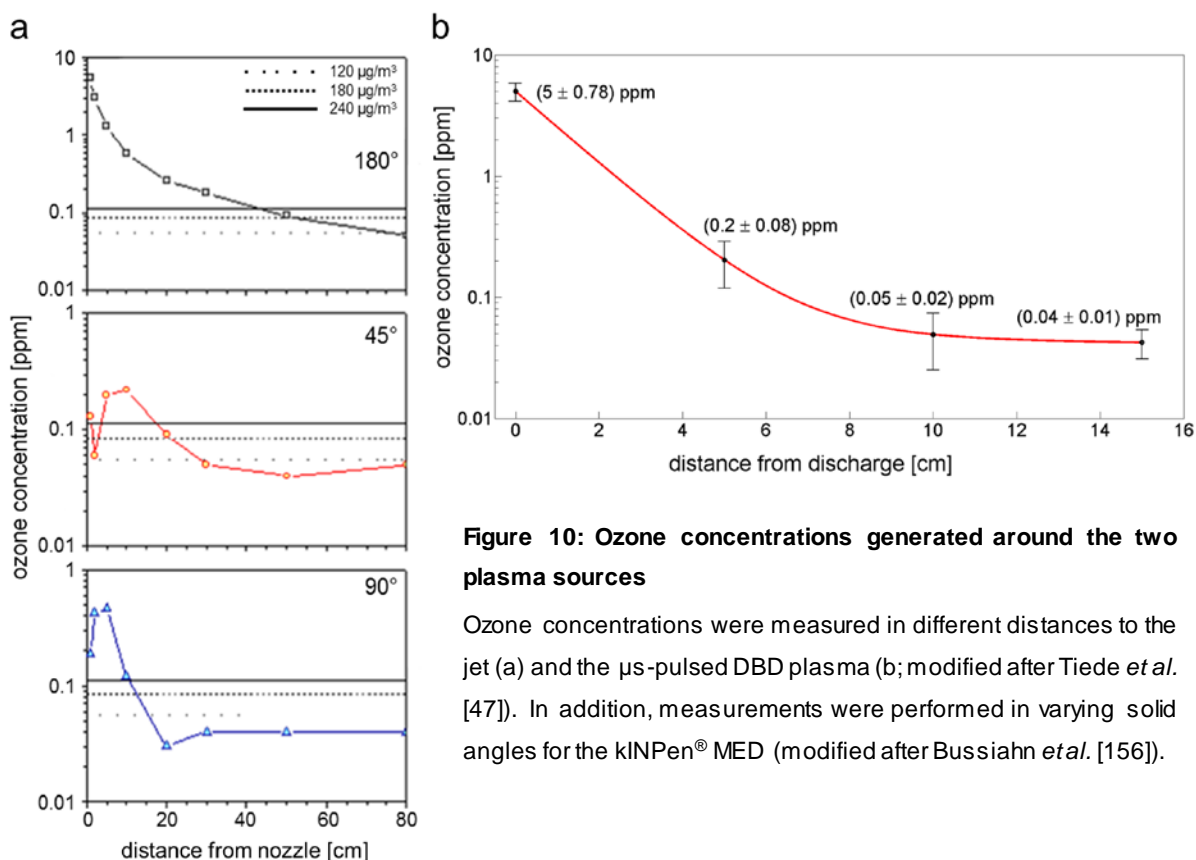 a
10
1
0.1
0.01
120 µg/m³
180 µg/m³
240 µg/m³
180°
1
0.1
0.01
45°
1
0.1
0.01
90°
0 20 40 60 80
ozone concentration [ppm]
distance from nozzle [cm]
b
10
1
0.1
0.01
(5 ± 0.78) ppm
(0.2 ± 0.08) ppm
(0.05 ± 0.02) ppm
(0.04 ± 0.01) ppm
0 2 4 6 8 10 12 14 16
ozone concentration [ppm]
distance from discharge [cm]
Figure 10: Ozone concentrations generated around the two
plasma sources
Ozone concentrations were measured in different distances to the
jet (a) and the µs-pulsed DBD plasma (b; modified after Tiede et al.
[47]). In addition, measurements were performed in varying solid
angles for the kINPen® MED (modified after Bussiahn et al. [156]).